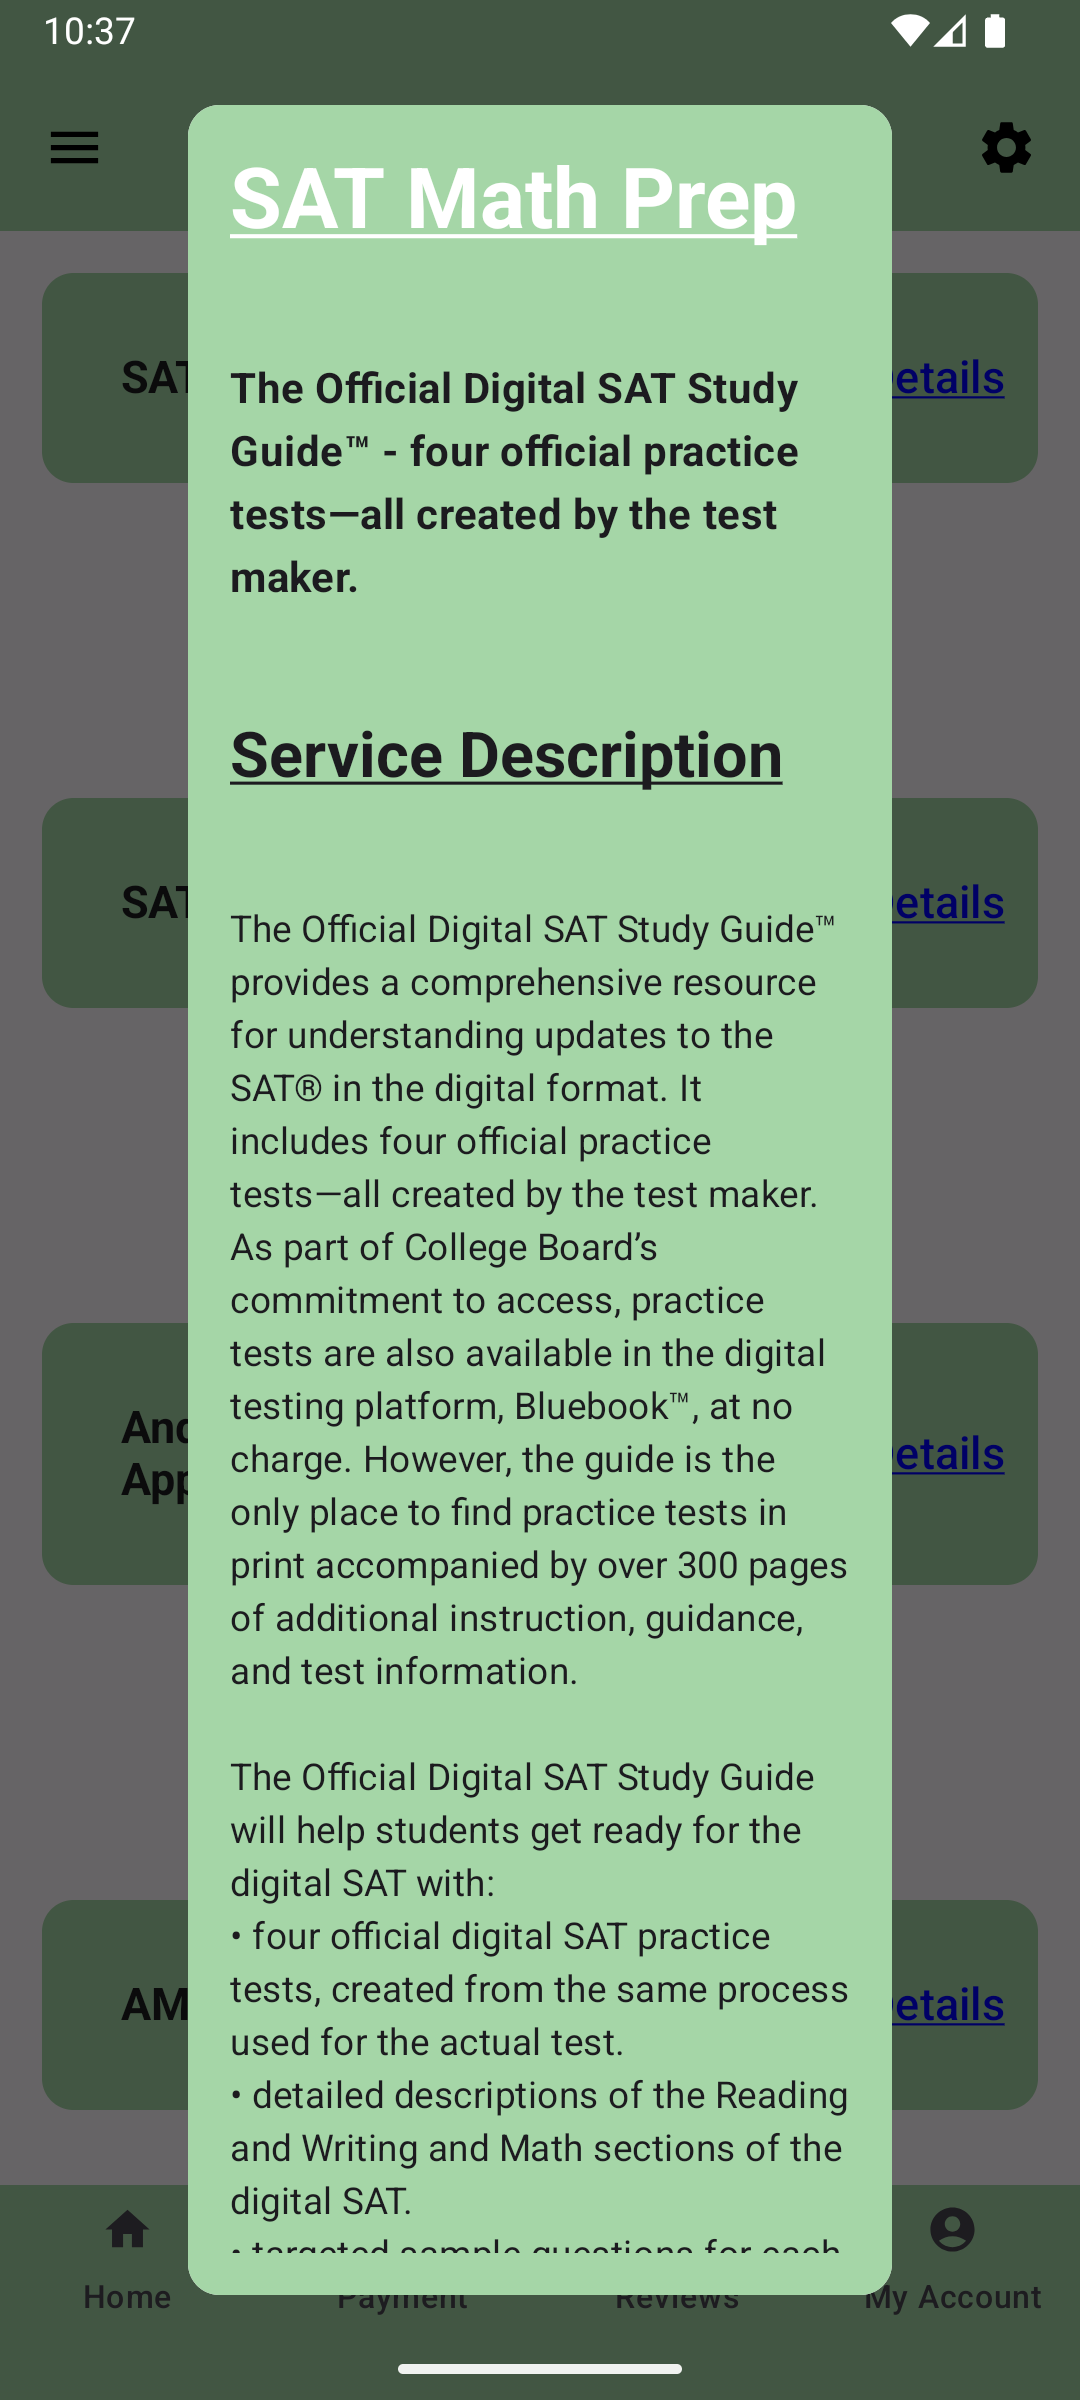 10:37
SAT Math Prep
The Official Digital SAT Study
Guide™ - four official practice
tests—all created by the test
maker.
Service Description
The Official Digital SAT Study Guide™
provides a comprehensive resource
for understanding updates to the
SAT® in the digital format. It
includes four official practice
tests—all created by the test maker.
As part of College Board’s
commitment to access, practice
tests are also available in the digital
testing platform, Bluebook™, at no
charge. However, the guide is the
only place to find practice tests in
print accompanied by over 300 pages
of additional instruction, guidance,
and test information.
The Official Digital SAT Study Guide
will help students get ready for the
digital SAT with:
• four official digital SAT practice
tests, created from the same process
used for the actual test.
• detailed descriptions of the Reading
and Writing and Math sections of the
digital SAT.
• targeted sample questions for each
SAT etails
SAT etails
And
App etails
AM etails
Home Payment Reviews My Account